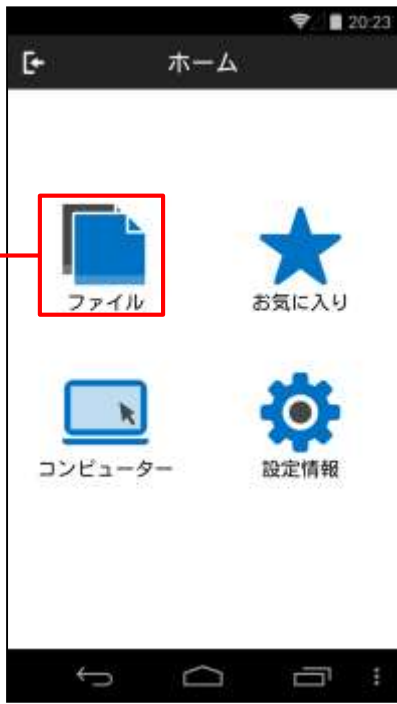 20:23
ホーム
ファイル
お気に入り
コンピューター
設定情報